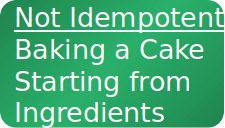 Not Idempotent
Baking a Cake
Starting from
Ingredients